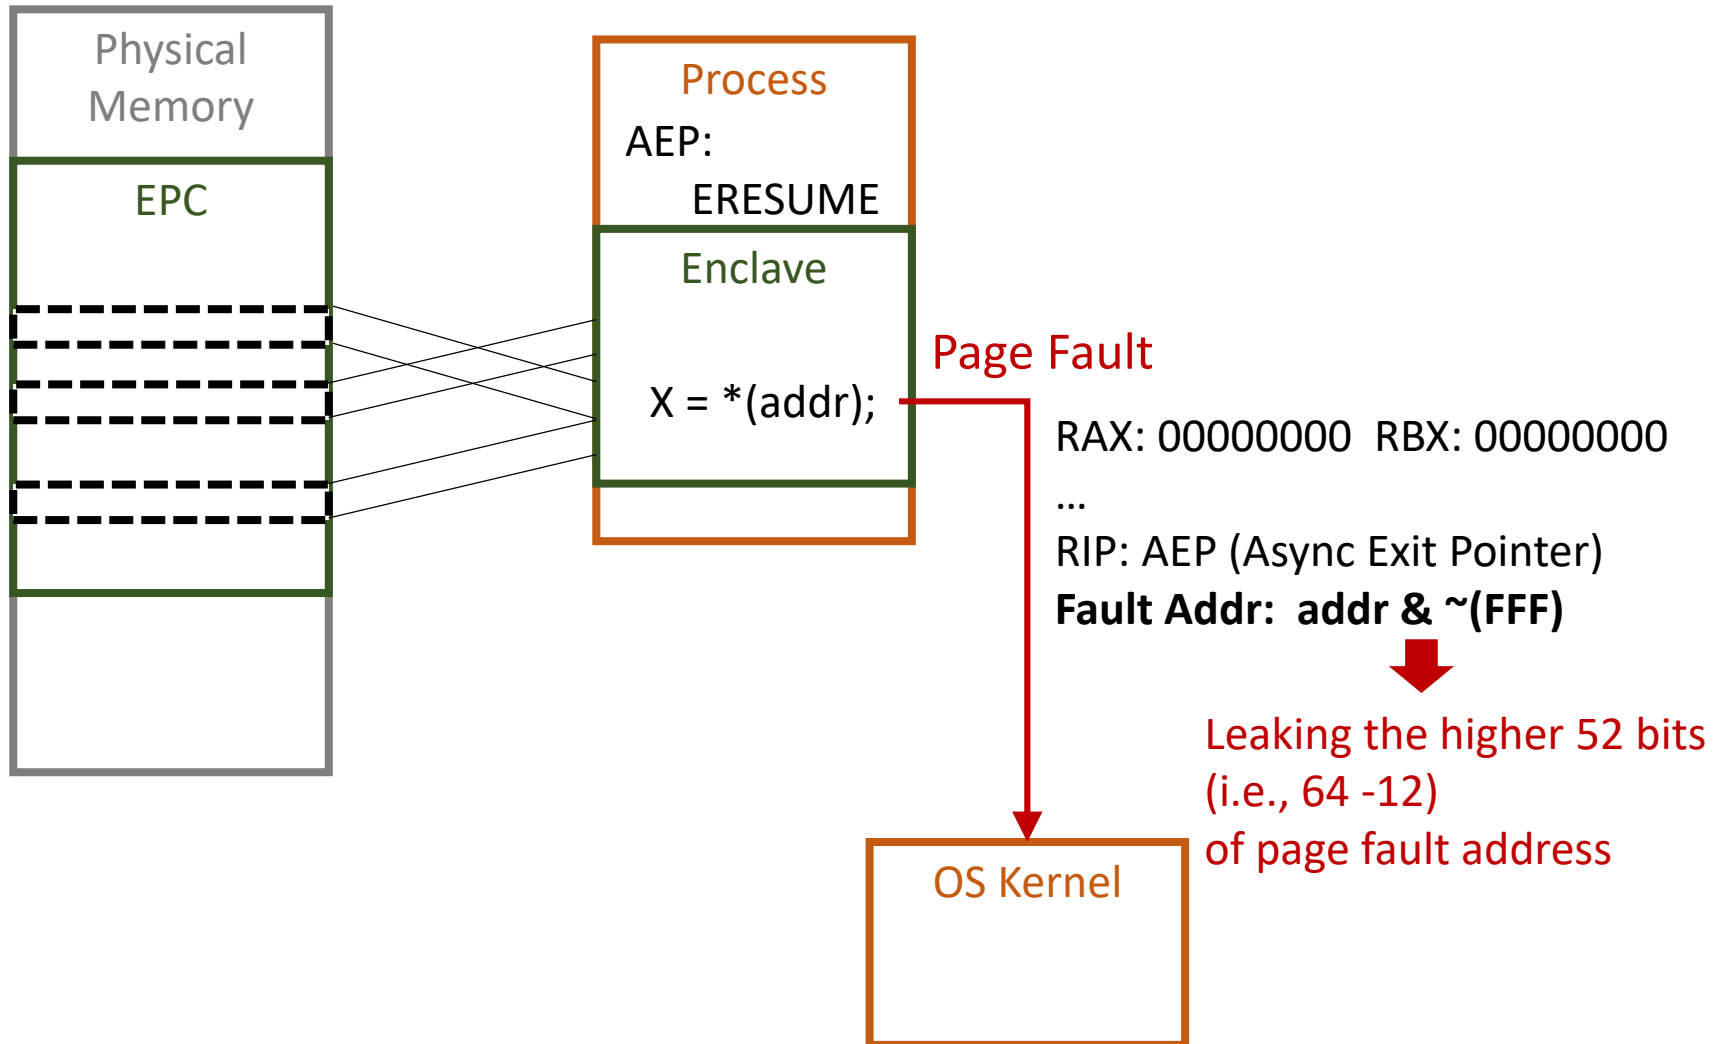 Physical
Memory
EPC
Process
AEP:
ERESUME
Enclave
X = *(addr);
Page Fault
RAX: 00000000 RBX: 00000000
...
RIP: AEP (Async Exit Pointer)
Fault Addr: addr & ~(FFF)
Leaking the higher 52 bits
(i.e., 64 -12)
of page fault address
OS Kernel